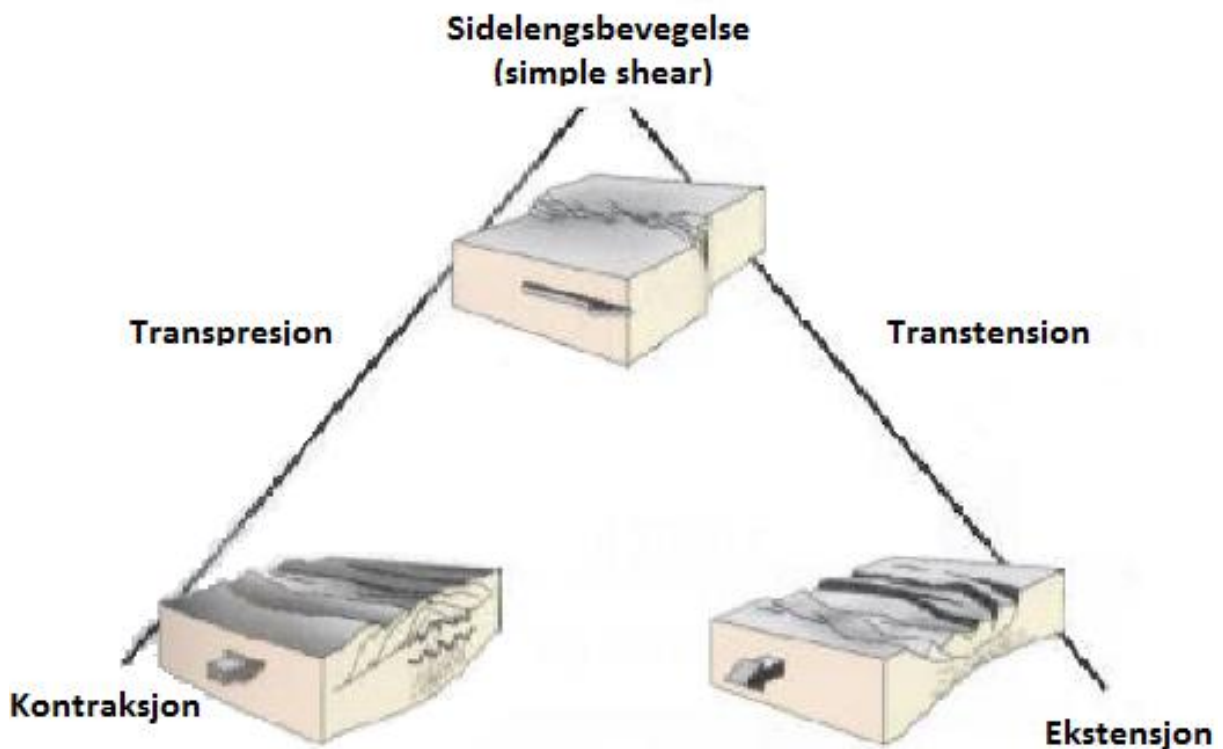 Sidelengsbevegelse
(simple shear)
Transpresjon
Transtension
Kontraksjon
Ekstensjon